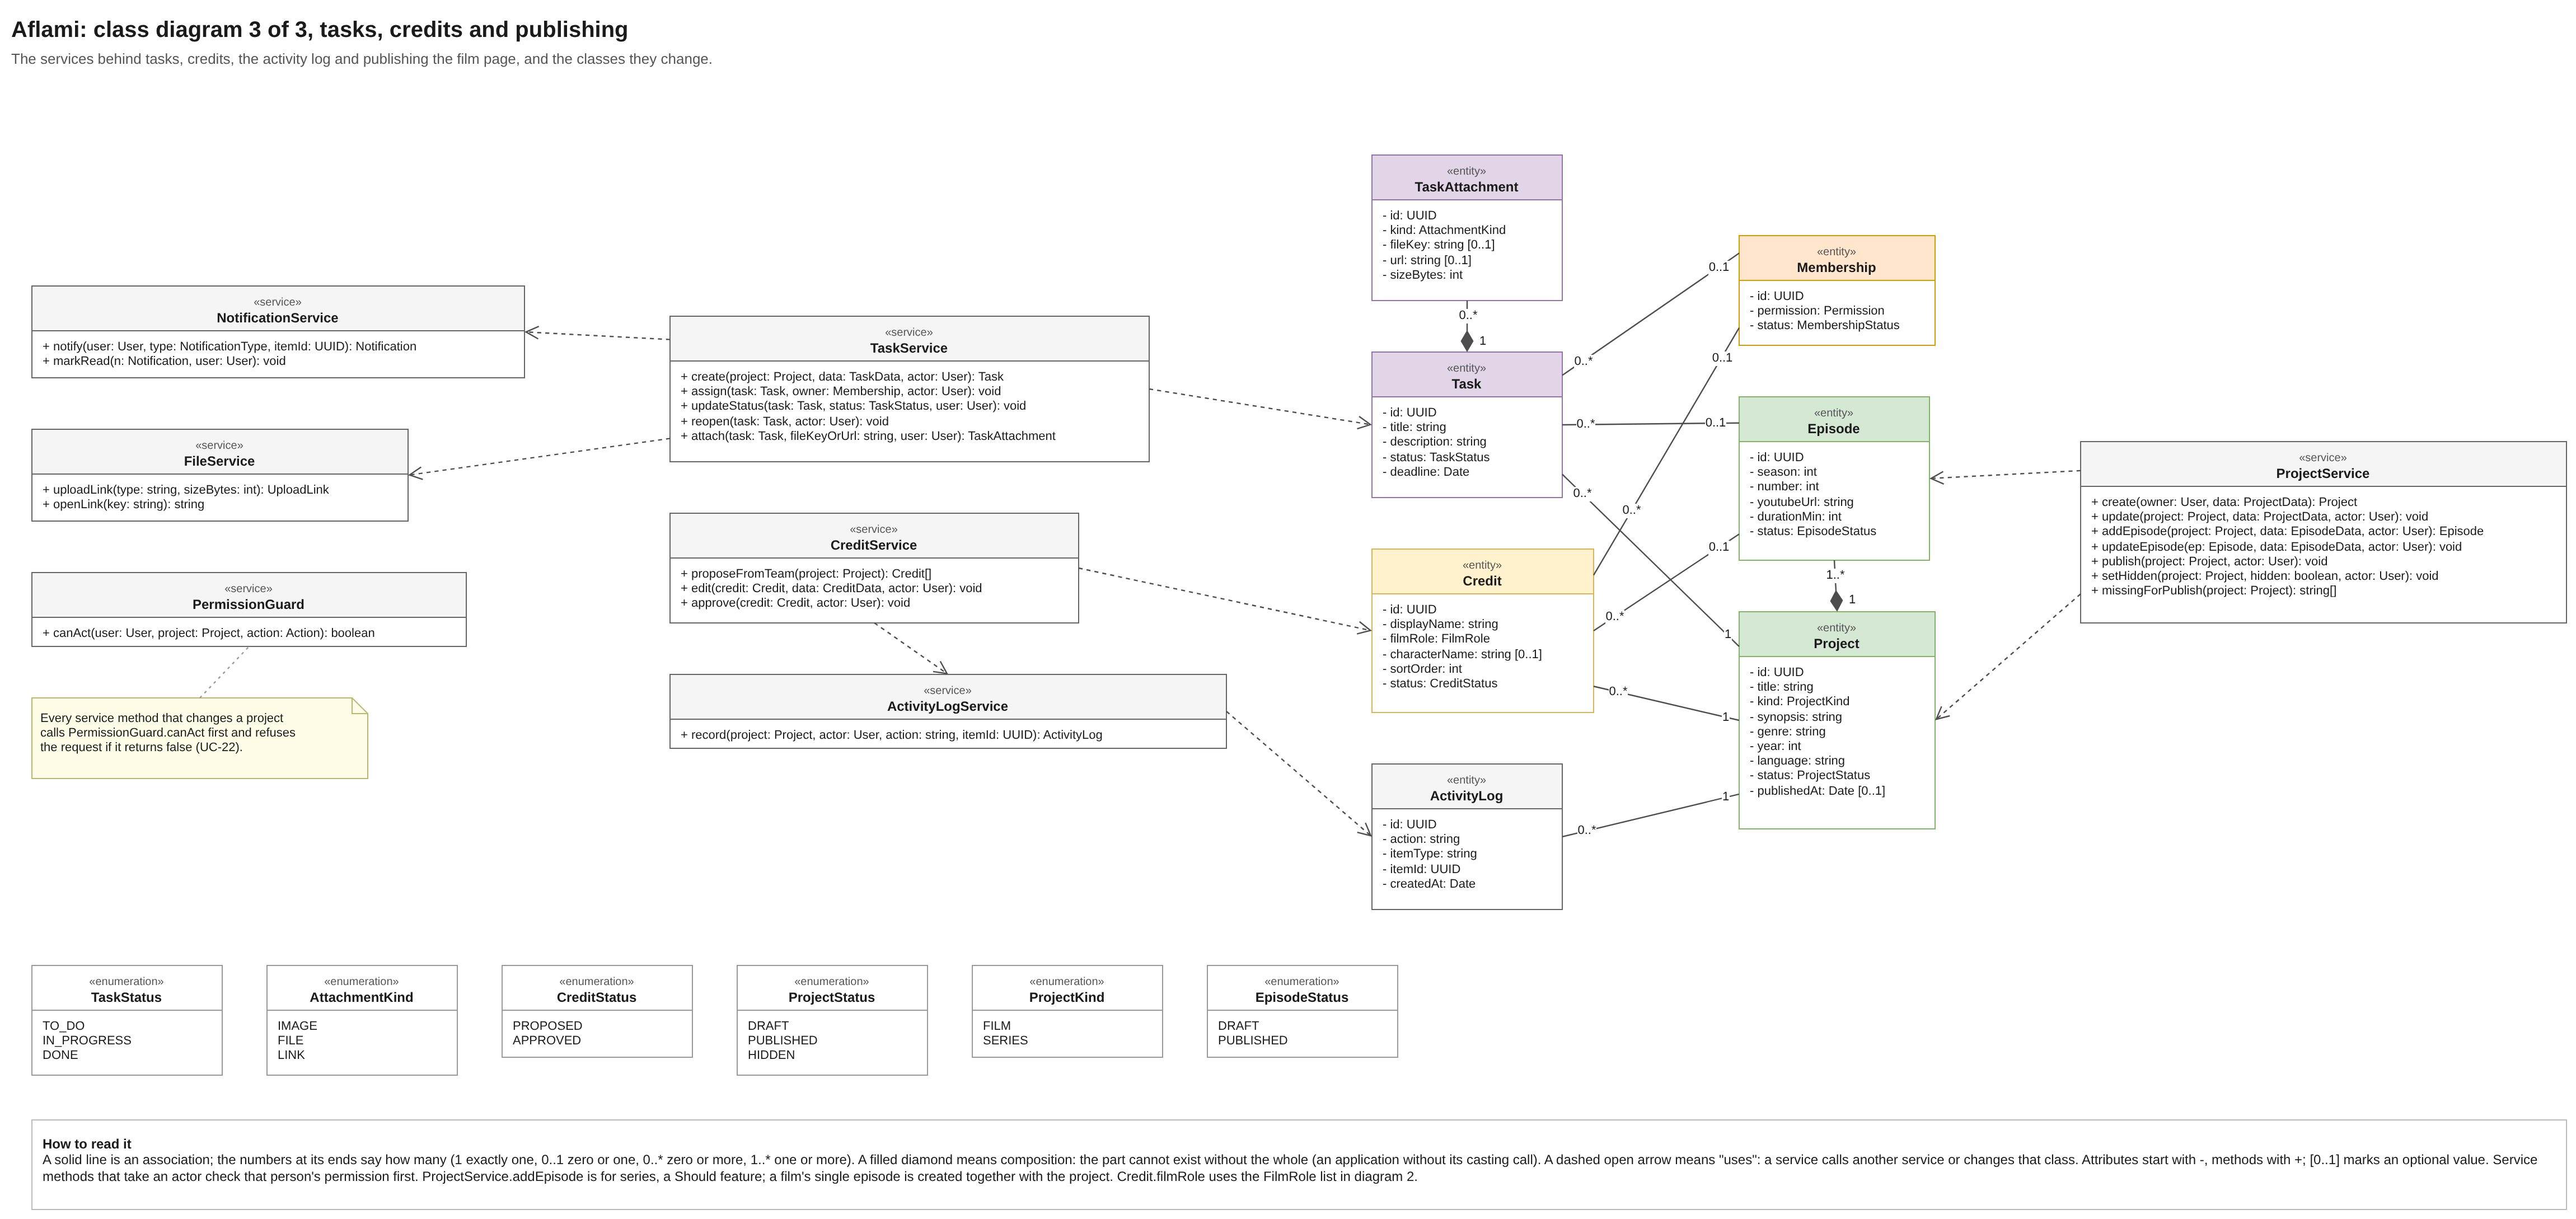 Aflami: class diagram 3 of 3, tasks, credits and publishing
The services behind tasks, credits, the activity log and publishing the film page, and the classes they change.
«entity»
TaskAttachment
- id: UUID
- kind: AttachmentKind
- fileKey: string [0..1]
- url: string [0..1]
- sizeBytes: int
0..*
1
«entity»
Membership
- id: UUID
- permission: Permission
- status: MembershipStatus
0..1
0..1
«service»
NotificationService
+ notify(user: User, type: NotificationType, itemId: UUID): Notification
+ markRead(n: Notification, user: User): void
«service»
TaskService
+ create(project: Project, data: TaskData, actor: User): Task
+ assign(task: Task, owner: Membership, actor: User): void
+ updateStatus(task: Task, status: TaskStatus, user: User): void
+ reopen(task: Task, actor: User): void
+ attach(task: Task, fileKeyOrUrl: string, user: User): TaskAttachment
«entity»
Task
- id: UUID
- title: string
- description: string
- status: TaskStatus
- deadline: Date
0..*
0..*
0..*
«entity»
Episode
- id: UUID
- season: int
- number: int
- youtubeUrl: string
- durationMin: int
- status: EpisodeStatus
0..1
0..1
1..*
1
«service»
FileService
+ uploadLink(type: string, sizeBytes: int): UploadLink
+ openLink(key: string): string
«service»
ProjectService
+ create(owner: User, data: ProjectData): Project
+ update(project: Project, data: ProjectData, actor: User): void
+ addEpisode(project: Project, data: EpisodeData, actor: User): Episode
+ updateEpisode(ep: Episode, data: EpisodeData, actor: User): void
+ publish(project: Project, actor: User): void
+ setHidden(project: Project, hidden: boolean, actor: User): void
+ missingForPublish(project: Project): string[]
«service»
CreditService
+ proposeFromTeam(project: Project): Credit[]
+ edit(credit: Credit, data: CreditData, actor: User): void
+ approve(credit: Credit, actor: User): void
«entity»
Credit
- id: UUID
- displayName: string
- filmRole: FilmRole
- characterName: string [0..1]
- sortOrder: int
- status: CreditStatus
0..*
0..*
0..*
«service»
PermissionGuard
+ canAct(user: User, project: Project, action: Action): boolean
«entity»
Project
- id: UUID
- title: string
- kind: ProjectKind
- synopsis: string
- genre: string
- year: int
- language: string
- status: ProjectStatus
- publishedAt: Date [0..1]
1
1
1
«service»
ActivityLogService
+ record(project: Project, actor: User, action: string, itemId: UUID): ActivityLog
Every service method that changes a project
calls PermissionGuard.canAct first and refuses
the request if it returns false (UC-22).
«entity»
ActivityLog
- id: UUID
- action: string
- itemType: string
- itemId: UUID
- createdAt: Date
0..*
«enumeration»
TaskStatus
TO_DO
IN_PROGRESS
DONE
«enumeration»
AttachmentKind
IMAGE
FILE
LINK
«enumeration»
CreditStatus
PROPOSED
APPROVED
«enumeration»
ProjectStatus
DRAFT
PUBLISHED
HIDDEN
«enumeration»
ProjectKind
FILM
SERIES
«enumeration»
EpisodeStatus
DRAFT
PUBLISHED
How to read it
A solid line is an association; the numbers at its ends say how many (1 exactly one, 0..1 zero or one, 0..* zero or more, 1..* one or more). A filled diamond means composition: the part cannot exist without the whole (an application without its casting call). A dashed open arrow means "uses": a service calls another service or changes that class. Attributes start with -, methods with +; [0..1] marks an optional value. Service
methods that take an actor check that person's permission first. ProjectService.addEpisode is for series, a Should feature; a film's single episode is created together with the project. Credit.filmRole uses the FilmRole list in diagram 2.